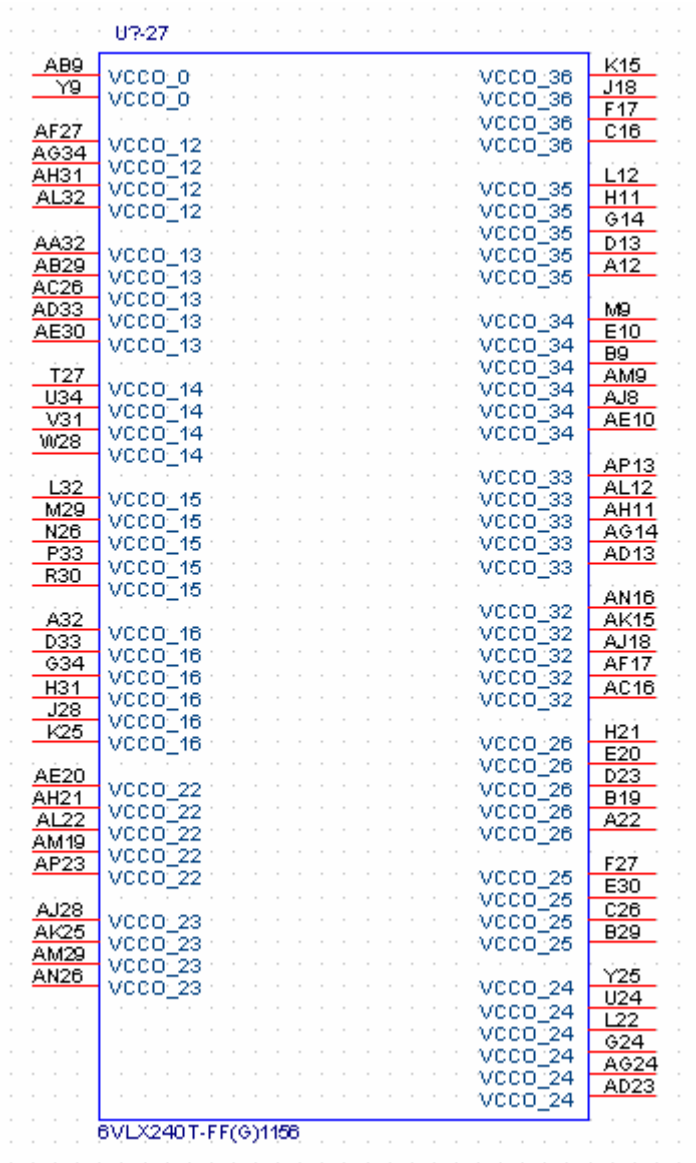 U?-27
AB9 VCCO_0
Y9 VCCO_0
AF27 VCCO_12
AG34 VCCO_12
AH31 VCCO_12
AL32 VCCO_12
AA32 VCCO_13
AB29 VCCO_13
AC26 VCCO_13
AD33 VCCO_13
AE30 VCCO_13
T27 VCCO_14
U34 VCCO_14
V31 VCCO_14
W28 VCCO_14
L32 VCCO_15
M29 VCCO_15
N26 VCCO_15
P33 VCCO_15
R30 VCCO_15
A32 VCCO_16
D33 VCCO_16
G34 VCCO_16
H31 VCCO_16
J28 VCCO_16
K25 VCCO_16
AE20 VCCO_22
AH21 VCCO_22
AL22 VCCO_22
AM19 VCCO_22
AP23 VCCO_22
AJ28 VCCO_23
AK25 VCCO_23
AM29 VCCO_23
AN26 VCCO_23
VCCO_36 K15
VCCO_36 J18
VCCO_36 F17
VCCO_36 C16
VCCO_35 L12
VCCO_35 H11
VCCO_35 G14
VCCO_35 D13
VCCO_35 A12
VCCO_34 M9
VCCO_34 E10
VCCO_34 B9
VCCO_34 AM9
VCCO_34 AJ8
VCCO_34 AE10
VCCO_33 AP13
VCCO_33 AL12
VCCO_33 AH11
VCCO_33 AG14
VCCO_33 AD13
VCCO_32 AN16
VCCO_32 AK15
VCCO_32 AJ18
VCCO_32 AF17
VCCO_32 AC16
VCCO_26 H21
VCCO_26 E20
VCCO_26 D23
VCCO_26 B19
VCCO_26 A22
VCCO_25 F27
VCCO_25 E30
VCCO_25 C26
VCCO_25 B29
VCCO_24 Y25
VCCO_24 U24
VCCO_24 L22
VCCO_24 G24
VCCO_24 AG24
VCCO_24 AD23
6VLX240T-FF(G)1156